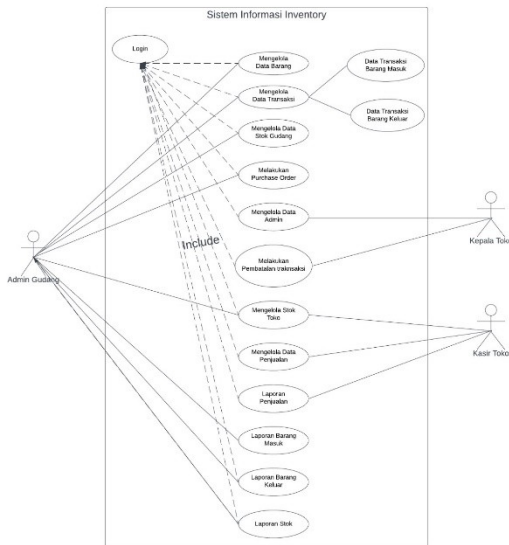 Sistem Informasi Inventory
Login
Mengelola
Data Barang
Data Transaksi
Barang Masuk
Mengelola
Data Transaksi
Data Transaksi
Barang Keluar
Mengelola Data
Stok Gudang
Melakukan
Purchase Order
Mengelola Data
Admin
Include
Kepala Toko
Admin Gudang
Melakukan
Pembatalan traknsaksi
Mengelola Stok
Toko
Kasir Toko
Mengelola Data
Penjualan
Laporan
Penjualan
Laporan Barang
Masuk
Laporan Barang
Keluar
Laporan Stok